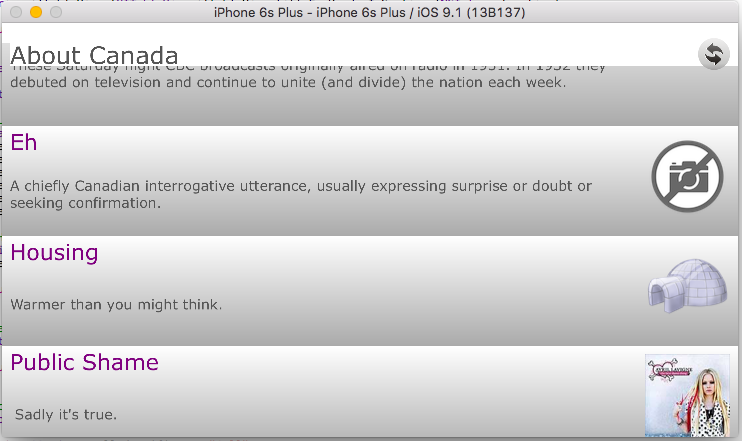 iPhone 6s Plus - iPhone 6s Plus / iOS 9.1 (13B137)
About Canada
These Saturday night CBC broadcasts originally aired on radio in 1931. In 1952 they
debuted on television and continue to unite (and divide) the nation each week.
Eh
A chiefly Canadian interrogative utterance, usually expressing surprise or doubt or
seeking confirmation.
Housing
Warmer than you might think.
Public Shame
AVRIL LAVIGNE
Sadly it's true.